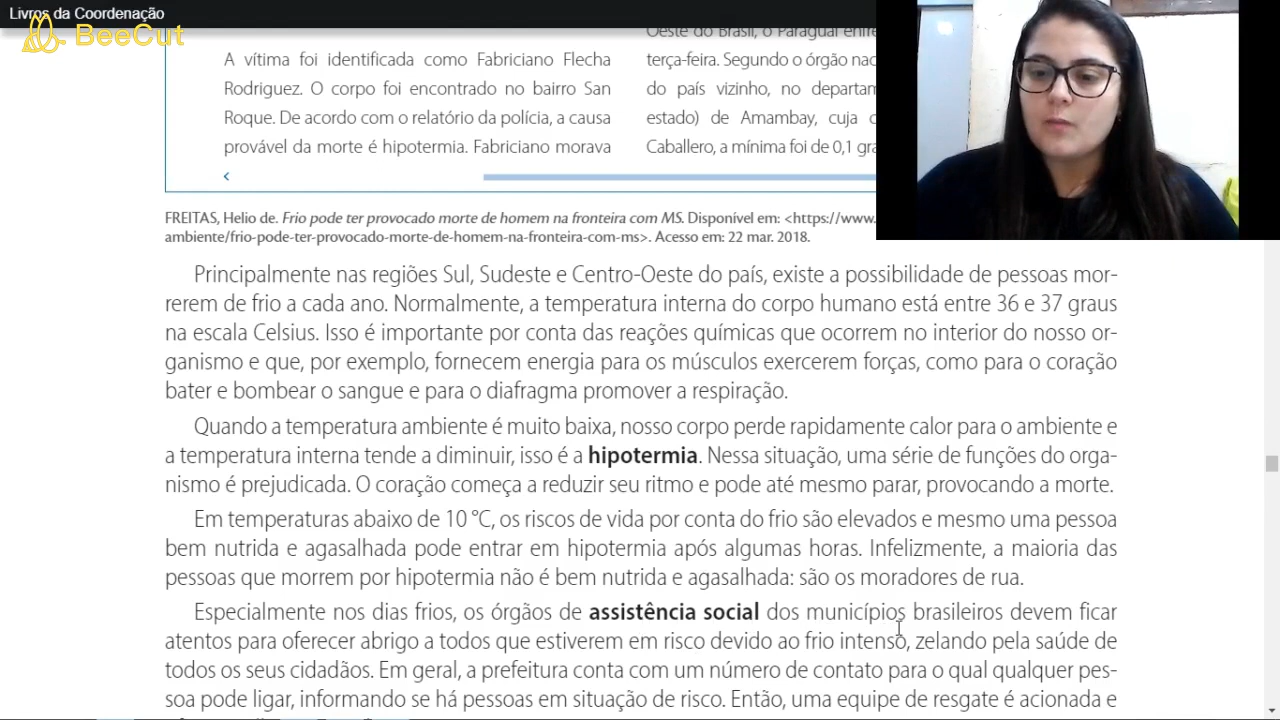 Livros da Coordenação
BeeCut
A vítima foi identificada como Fabriciano Flecha
Rodriguez. O corpo foi encontrado no bairro San
Roque. De acordo com o relatório da polícia, a causa
provável da morte é hipotermia. Fabriciano morava
Oeste do Brasil, o Paraguai enfre
terça-feira. Segundo o órgão nac
do país vizinho, no departam
estado) de Amambay, cuja c
Caballero, a mínima foi de 0,1 gra
FREITAS, Helio de. Frio pode ter provocado morte de homem na fronteira com MS. Disponível em: <https://www.
ambiente/frio-pode-ter-provocado-morte-de-homem-na-fronteira-com-ms>. Acesso em: 22 mar. 2018.
Principalmente nas regiões Sul, Sudeste e Centro-Oeste do país, existe a possibilidade de pessoas mor-
rerem de frio a cada ano. Normalmente, a temperatura interna do corpo humano está entre 36 e 37 graus
na escala Celsius. Isso é importante por conta das reações químicas que ocorrem no interior do nosso or-
ganismo e que, por exemplo, fornecem energia para os músculos exercerem forças, como para o coração
bater e bombear o sangue e para o diafragma promover a respiração.
Quando a temperatura ambiente é muito baixa, nosso corpo perde rapidamente calor para o ambiente e
a temperatura interna tende a diminuir, isso é a hipotermia. Nessa situação, uma série de funções do orga-
nismo é prejudicada. O coração começa a reduzir seu ritmo e pode até mesmo parar, provocando a morte.
Em temperaturas abaixo de 10 °C, os riscos de vida por conta do frio são elevados e mesmo uma pessoa
bem nutrida e agasalhada pode entrar em hipotermia após algumas horas. Infelizmente, a maioria das
pessoas que morrem por hipotermia não é bem nutrida e agasalhada: são os moradores de rua.
Especialmente nos dias frios, os órgãos de assistência social dos municípios brasileiros devem ficar
atentos para oferecer abrigo a todos que estiverem em risco devido ao frio intenso, zelando pela saúde de
todos os seus cidadãos. Em geral, a prefeitura conta com um número de contato para o qual qualquer pes-
soa pode ligar, informando se há pessoas em situação de risco. Então, uma equipe de resgate é acionada e